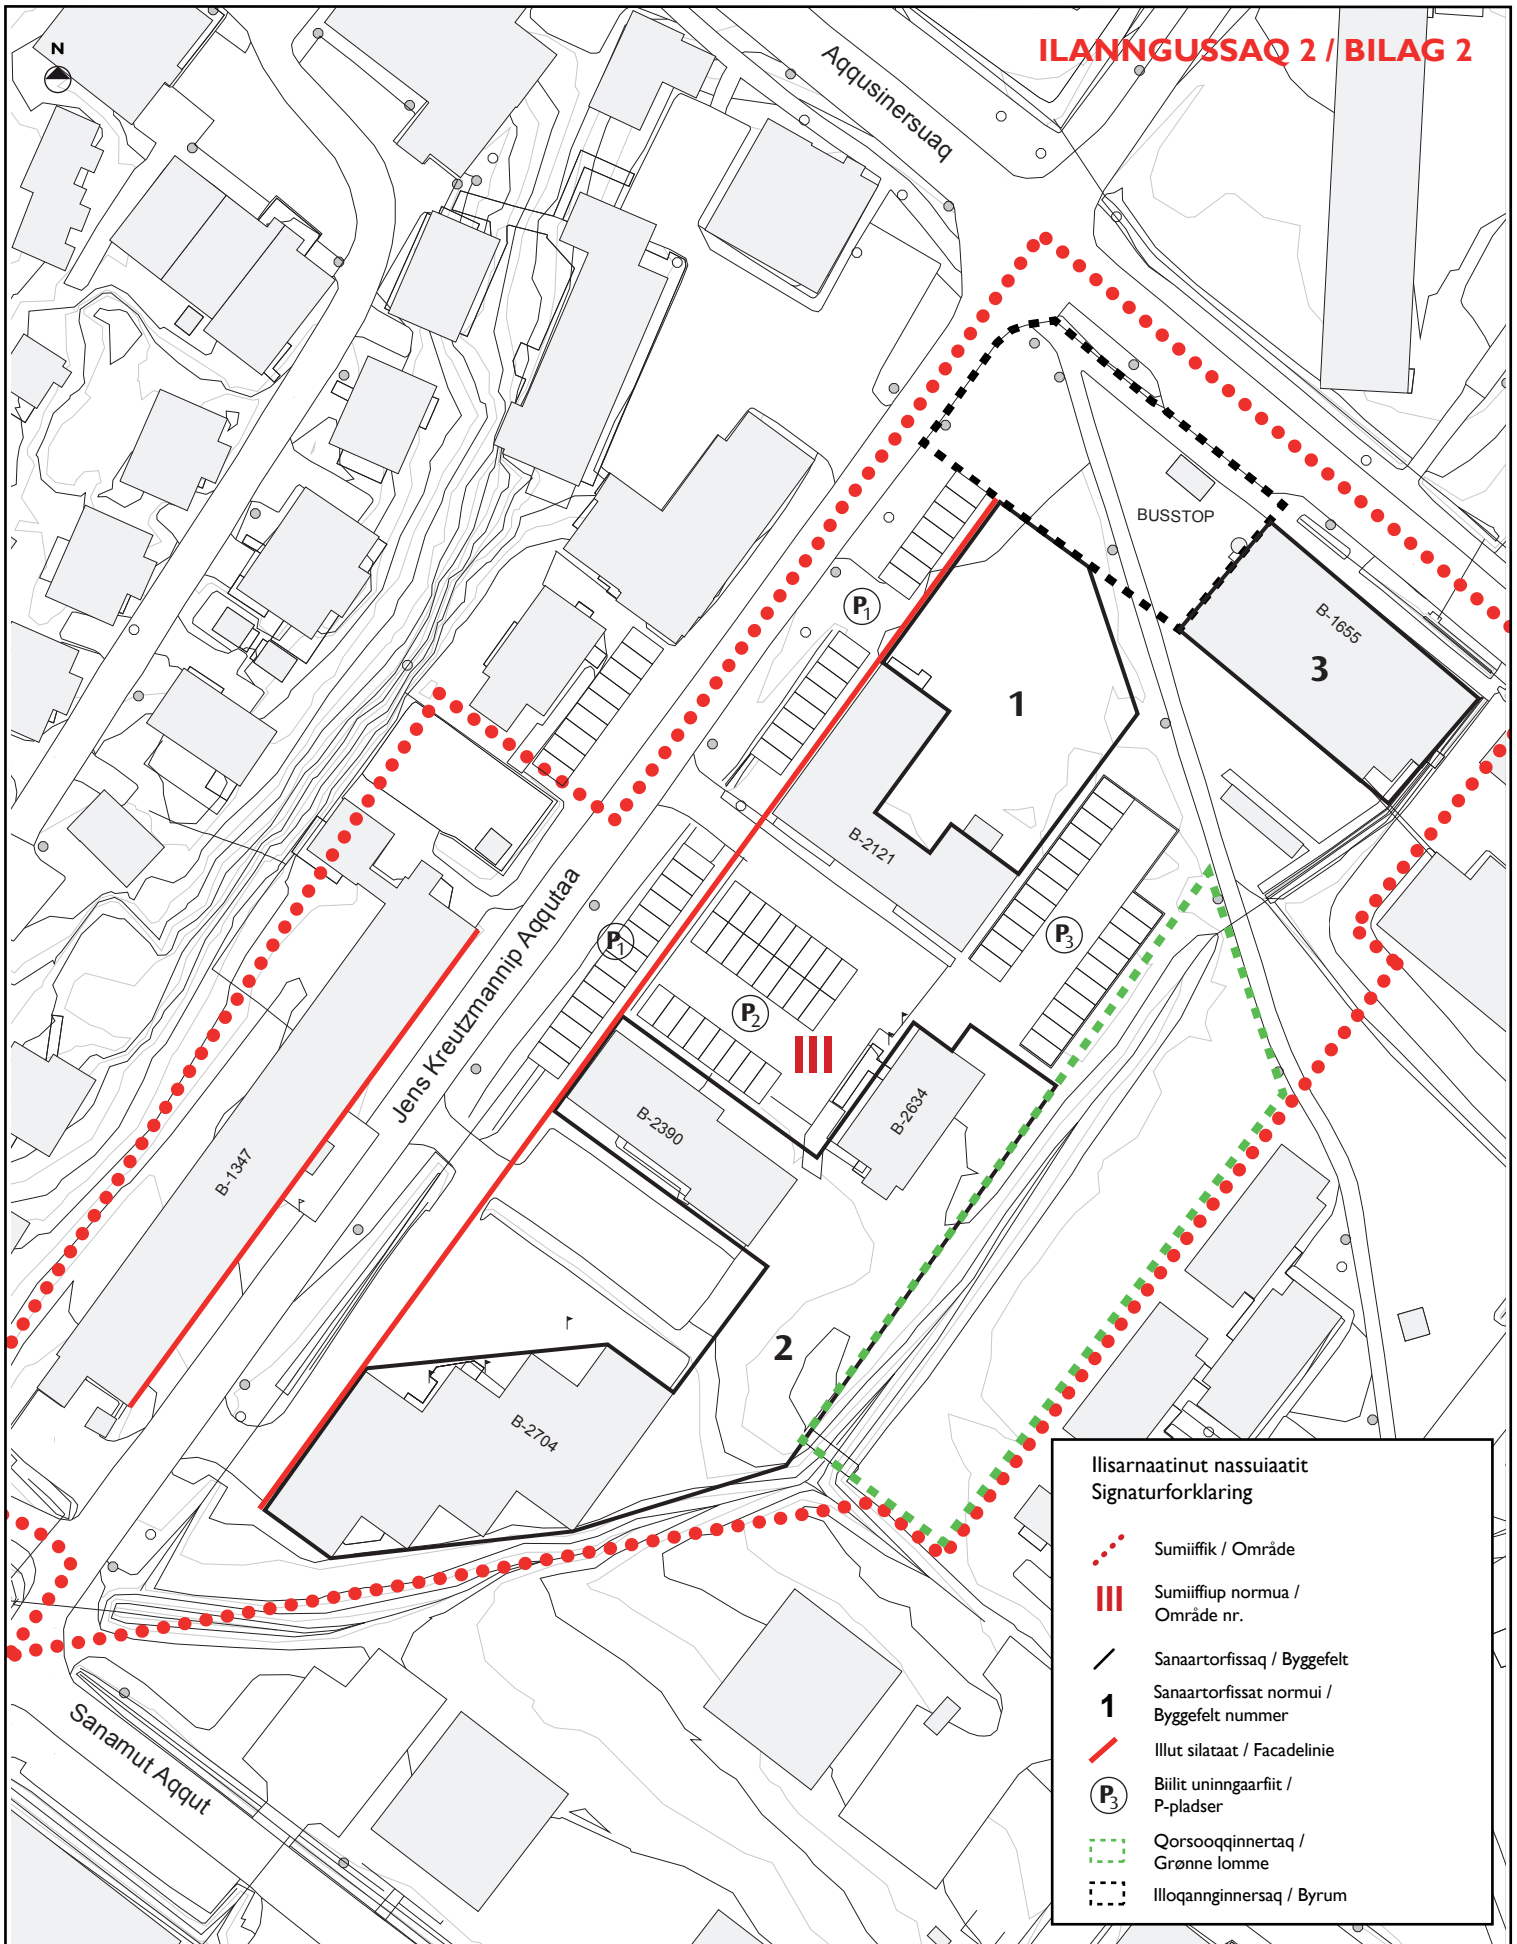 ILANNGUSSAQ 2 / BILAG 2
N
Aqqusinersuaq
BUSSTOP
B-1655
3
P1
1
B-2121
P3
P1
P2
III
Jens Kreutzmannip Aqqutaa
B-2634
B-2390
B-1347
2
B-2704
Sanamut Aqqut
Ilisarnaatinut nassuiaatit
Signaturforklaring
Sumiiffik / Område
III
Sumiiffiup normua /
Område nr.
Sanaartorfissaq / Byggefelt
1
Sanaartorfissat normui /
Byggefelt nummer
Illut silataat / Facadelinie
P3
Biilit uninngaarfiit /
P-pladser
Qorsooqqinnertaq /
Grønne lomme
Illoqannginnersaq / Byrum